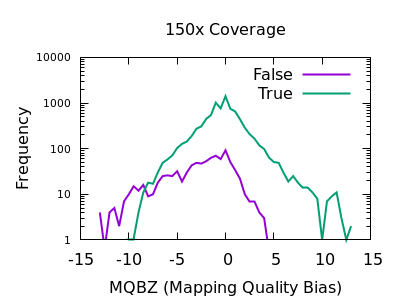 150x Coverage
10000
1000
100
10
1
Frequency
False
True
-15 -10 -5 0 5 10 15
MQBZ (Mapping Quality Bias)